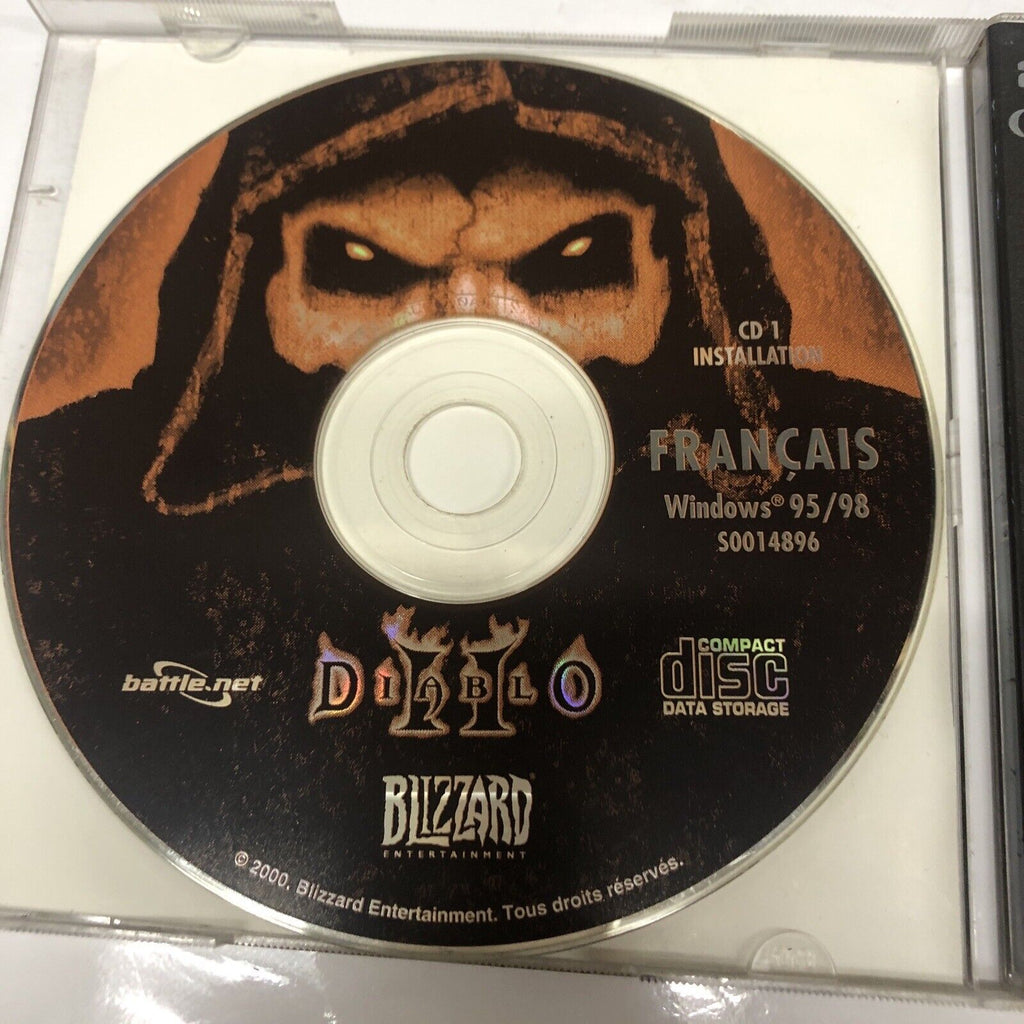 CD 1
INSTALLATION
FRANÇAIS
Windows® 95/98
S0014896
battle.net
DIABLO
II
COMPACT
disc
DATA STORAGE
BLIZZARD
ENTERTAINMENT
© 2000. Blizzard Entertainment. Tous droits réservés.